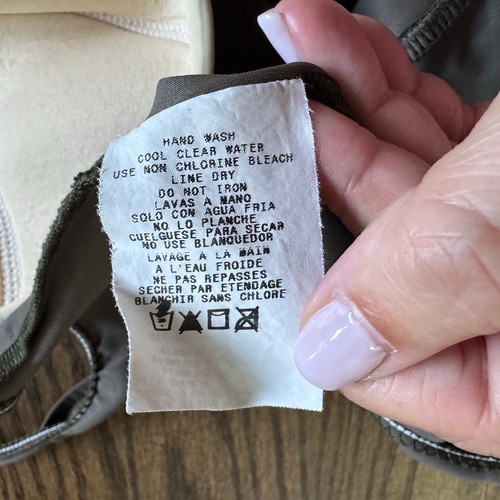 HAND WASH
COOL CLEAR WATER
USE NON CHLORINE BLEACH
LINE DRY
DO NOT IRON
LAVAS A MANO
SOLO CON AGUA FRIA
NO LO PLANCHE
CUELGUESE PARA SECAR
NO USE BLANQUEDOR
LAVAGE A LA MAIN
A L'EAU FROIDE
NE PAS REPASSES
SECHER PAR ETENDAGE
BLANCHIR SANS CHLORE